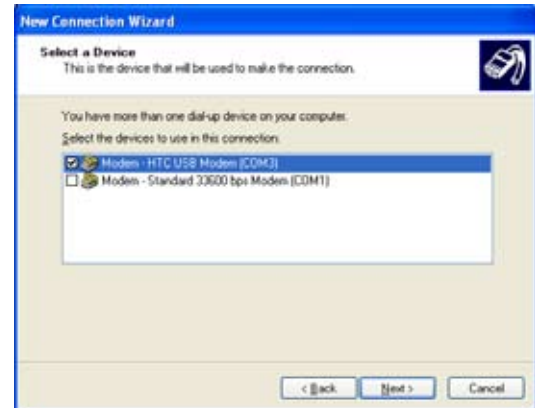 New Connection Wizard
Select a Device
This is the device that will be used to make the connection.
You have more than one dial-up device on your computer.
Select the devices to use in this connection:
Modem - HTC USB Modem (COM3)
Modem - Standard 33600 bps Modem (COM1)
< Back Next > Cancel